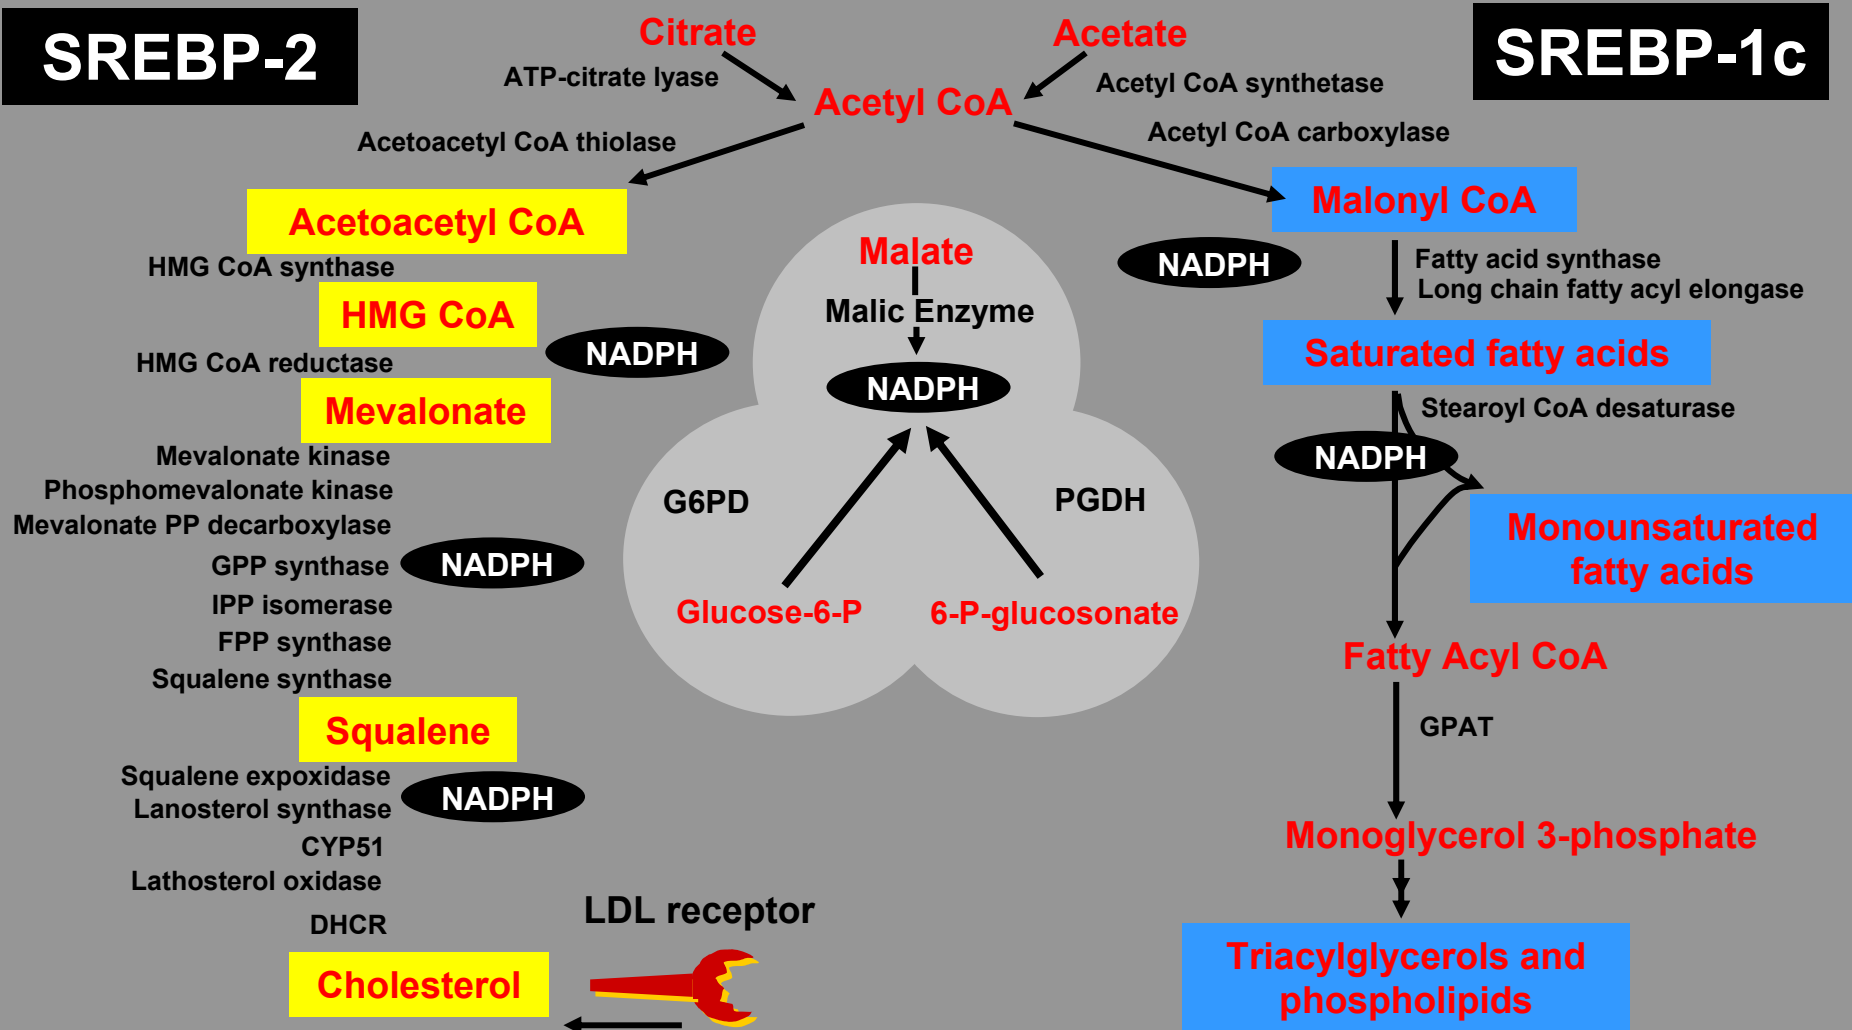 SREBP-2
Citrate
Acetate
SREBP-1c
ATP-citrate lyase
Acetyl CoA synthetase
Acetyl CoA
Acetoacetyl CoA thiolase
Acetyl CoA carboxylase
Acetoacetyl CoA
HMG CoA synthase
HMG CoA
NADPH
HMG CoA reductase
Mevalonate
Mevalonate kinase
Phosphomevalonate kinase
Mevalonate PP decarboxylase
GPP synthase
NADPH
IPP isomerase
FPP synthase
Squalene synthase
Squalene
Squalene expoxidase
NADPH
Lanosterol synthase
CYP51
Lathosterol oxidase
DHCR
Cholesterol
LDL receptor
Malate
Malic Enzyme
NADPH
G6PD
PGDH
Glucose-6-P
6-P-glucosonate
Malonyl CoA
NADPH
Fatty acid synthase
Long chain fatty acyl elongase
Saturated fatty acids
Stearoyl CoA desaturase
NADPH
Monounsaturated
fatty acids
Fatty Acyl CoA
GPAT
Monoglycerol 3-phosphate
Triacylglycerols and
phospholipids